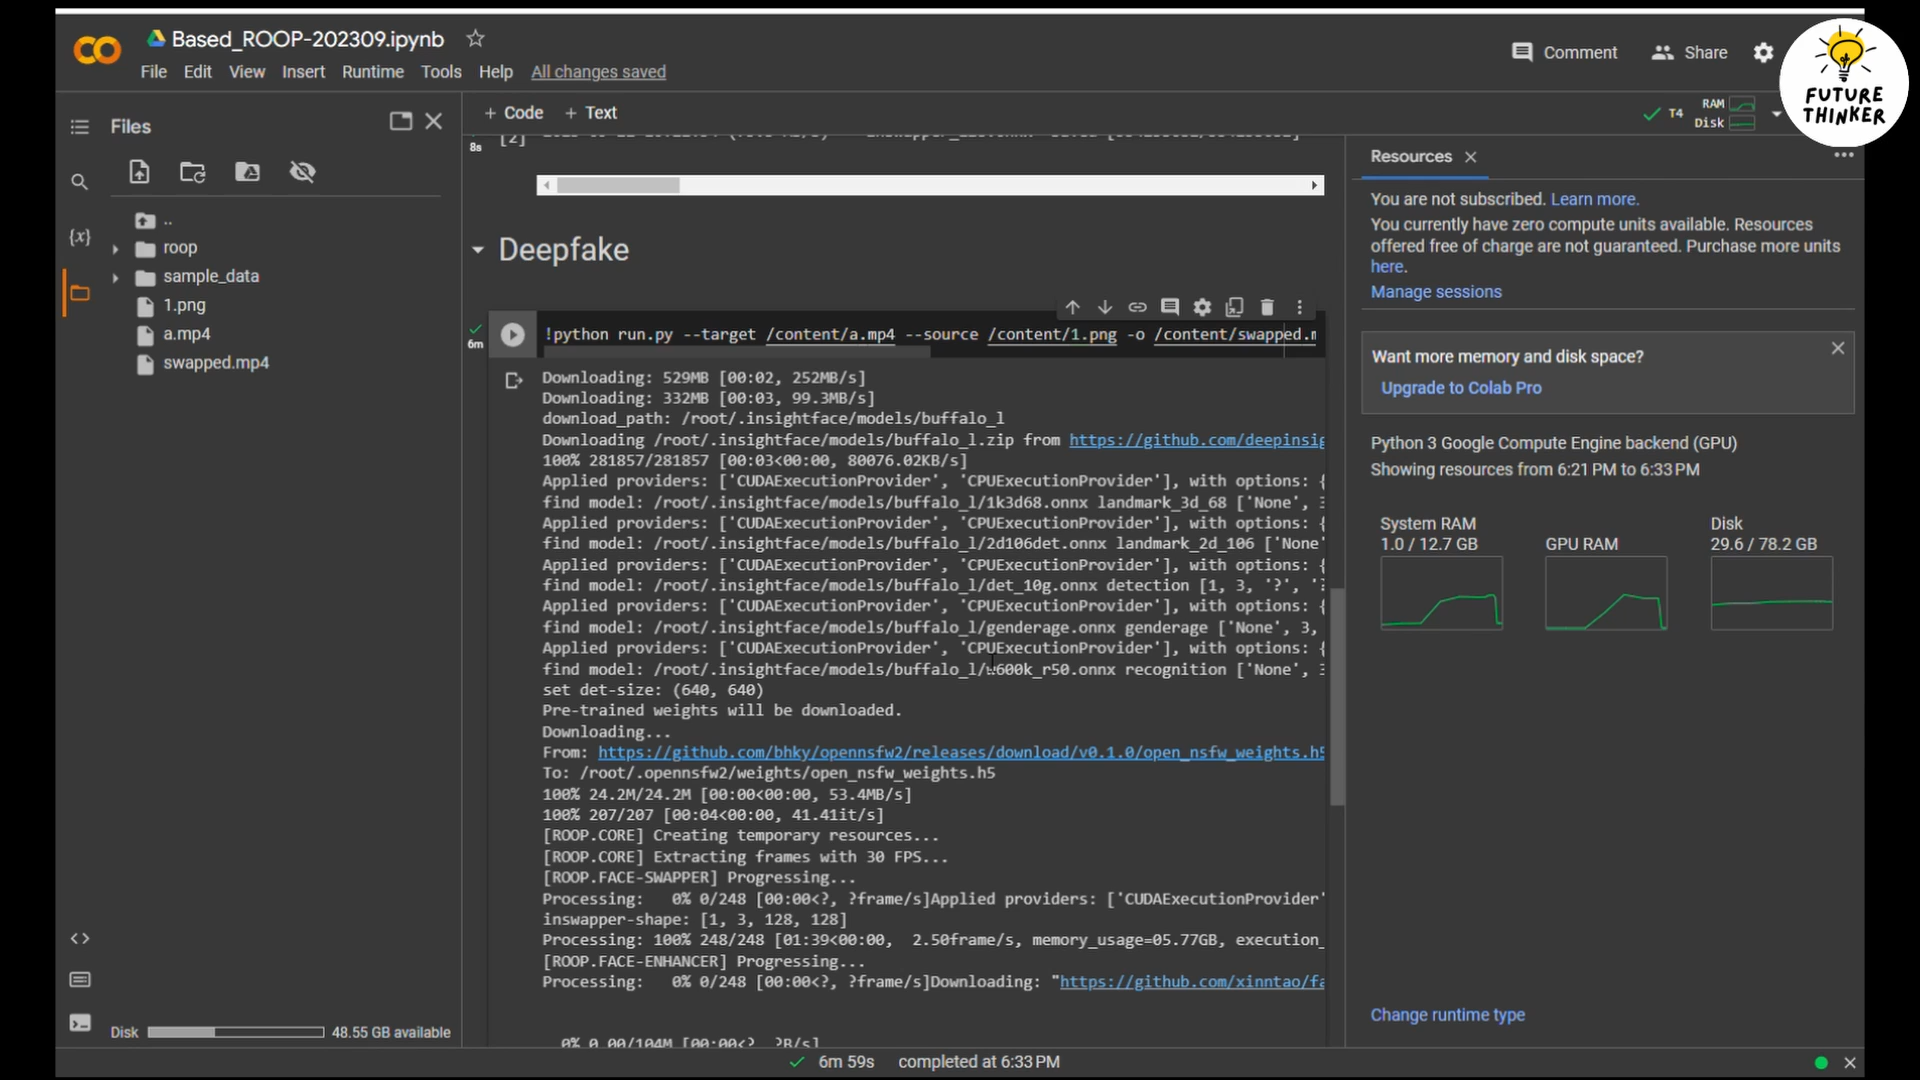 Based_ROOP-202309.ipynb
File Edit View Insert Runtime Tools Help All changes saved
Comment Share
FUTURE
THINKER
Files
+ Code + Text
T4 RAM
Disk
[2]
8s
Resources
You are not subscribed. Learn more.
You currently have zero compute units available. Resources
offered free of charge are not guaranteed. Purchase more units
here.
Manage sessions
..
roop
sample_data
1.png
a.mp4
swapped.mp4
{x}
Deepfake
6m
!python run.py --target /content/a.mp4 --source /content/1.png -o /content/swapped.m
Downloading: 529MB [00:02, 252MB/s]
Downloading: 332MB [00:03, 99.3MB/s]
download_path: /root/.insightface/models/buffalo_l
Downloading /root/.insightface/models/buffalo_l.zip from https://github.com/deepinsig
100% 281857/281857 [00:03<00:00, 80076.02KB/s]
Applied providers: ['CUDAExecutionProvider', 'CPUExecutionProvider'], with options: {
find model: /root/.insightface/models/buffalo_l/1k3d68.onnx landmark_3d_68 ['None', 3
Applied providers: ['CUDAExecutionProvider', 'CPUExecutionProvider'], with options: {
find model: /root/.insightface/models/buffalo_l/2d106det.onnx landmark_2d_106 ['None'
Applied providers: ['CUDAExecutionProvider', 'CPUExecutionProvider'], with options: {
find model: /root/.insightface/models/buffalo_l/det_10g.onnx detection [1, 3, '?', '?
Applied providers: ['CUDAExecutionProvider', 'CPUExecutionProvider'], with options: {
find model: /root/.insightface/models/buffalo_l/genderage.onnx genderage ['None', 3,
Applied providers: ['CUDAExecutionProvider', 'CPUExecutionProvider'], with options: {
find model: /root/.insightface/models/buffalo_l/w600k_r50.onnx recognition ['None', 3
set det-size: (640, 640)
Pre-trained weights will be downloaded.
Downloading...
From: https://github.com/bhky/opennsfw2/releases/download/v0.1.0/open_nsfw_weights.h5
To: /root/.opennsfw2/weights/open_nsfw_weights.h5
100% 24.2M/24.2M [00:00<00:00, 53.4MB/s]
100% 207/207 [00:04<00:00, 41.41it/s]
[ROOP.CORE] Creating temporary resources...
[ROOP.CORE] Extracting frames with 30 FPS...
[ROOP.FACE-SWAPPER] Progressing...
Processing:   0% 0/248 [00:00<?, ?frame/s]Applied providers: ['CUDAExecutionProvider'
inswapper-shape: [1, 3, 128, 128]
Processing: 100% 248/248 [01:39<00:00,  2.50frame/s, memory_usage=05.77GB, execution_
[ROOP.FACE-ENHANCER] Progressing...
Processing:   0% 0/248 [00:00<?, ?frame/s]Downloading: "https://github.com/xinntao/fa
0% 0.00/104M [00:00<?, ?B/s]
Want more memory and disk space?
Upgrade to Colab Pro
Python 3 Google Compute Engine backend (GPU)
Showing resources from 6:21 PM to 6:33 PM
System RAM
1.0 / 12.7 GB
GPU RAM
Disk
29.6 / 78.2 GB
Change runtime type
Disk 48.55 GB available
6m 59s completed at 6:33 PM